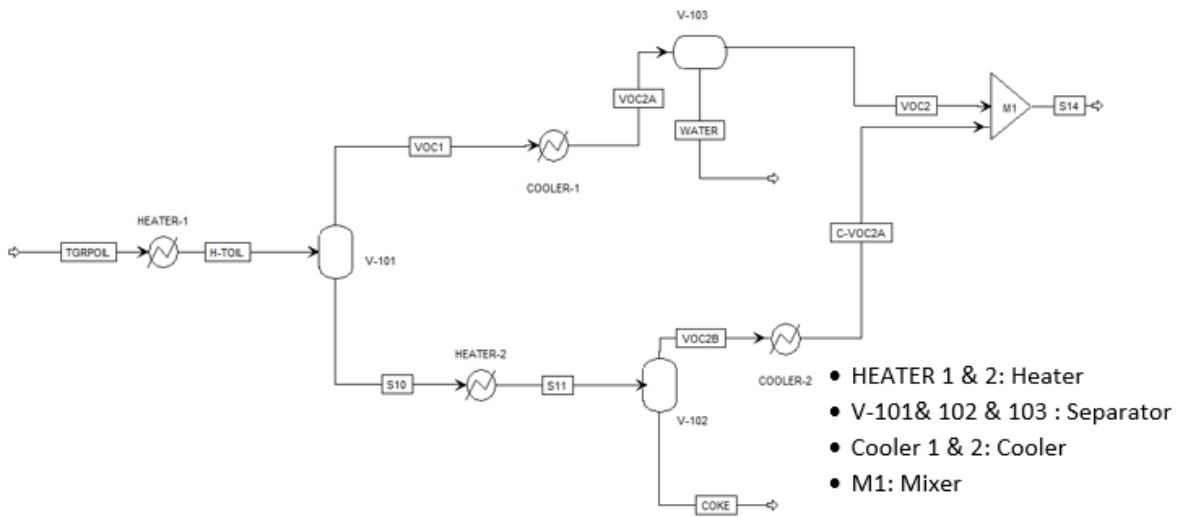 V-103
VOC2A
VOC2
M1
S14
WATER
VOC1
COOLER-1
HEATER-1
C-VOC2A
TGRPOIL
H-TOIL
V-101
HEATER-2
VOC2B
COOLER-2
S10
S11
V-102
COKE
• HEATER 1 & 2: Heater
• V-101& 102 & 103 : Separator
• Cooler 1 & 2: Cooler
• M1: Mixer